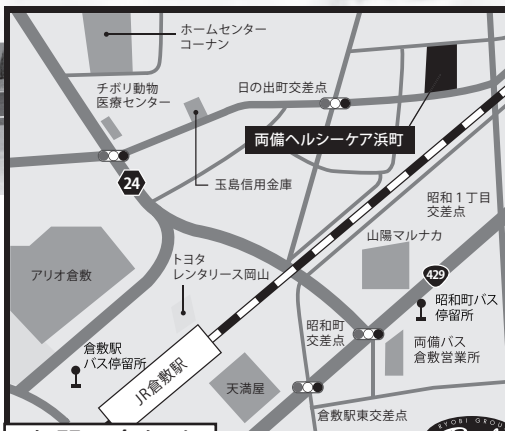 ホームセンター
コーナン
チボリ動物
医療センター
日の出町交差点
両備ヘルシーケア浜町
24
玉島信用金庫
昭和1丁目
交差点
山陽マルナカ
トヨタ
レンタリース岡山
アリオ倉敷
429
昭和町バス
停留所
昭和町
交差点
倉敷駅
バス停留所
両備バス
倉敷営業所
JR倉敷駅
天満屋
倉敷駅東交差点
RYOBI GROU